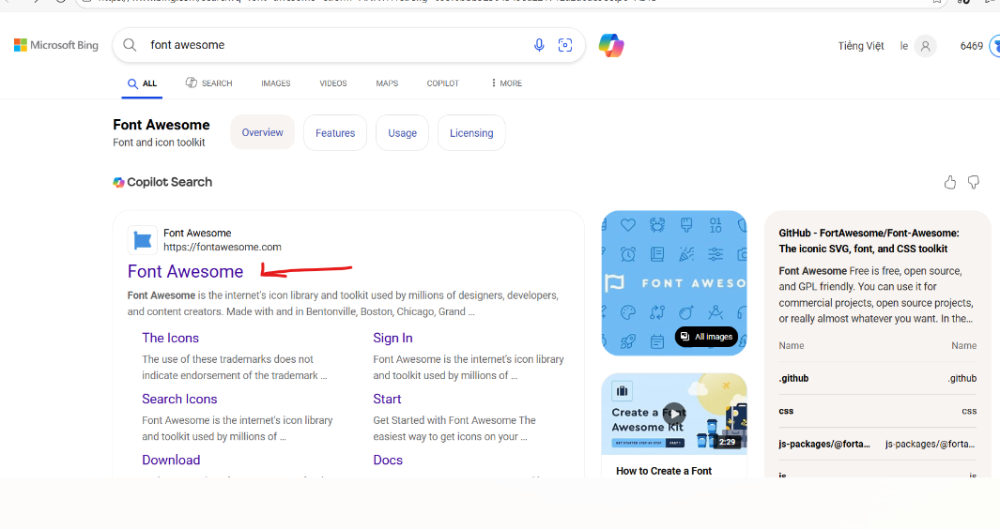 Microsoft Bing
font awesome
Tiếng Việt
le
6469
ALL
SEARCH
IMAGES
VIDEOS
MAPS
COPILOT
MORE
Font Awesome
Font and icon toolkit
Overview
Features
Usage
Licensing
Copilot Search
Font Awesome
https://fontawesome.com
Font Awesome
Font Awesome is the internet's icon library and toolkit used by millions of designers, developers,
and content creators. Made with and in Bentonville, Boston, Chicago, Grand ...
The Icons
The use of these trademarks does not
indicate endorsement of the trademark ...
Search Icons
Font Awesome is the internet's icon library
and toolkit used by millions of ...
Download
Sign In
Font Awesome is the internet's icon library
and toolkit used by millions of ...
Start
Get Started with Font Awesome The
easiest way to get icons on your ...
Docs
01
10
FONT AWESO
All images
Create a Font
Awesome Kit
GET STARTED STEP-BY-STEP PART 1
2:29
How to Create a Font
GitHub - FortAwesome/Font-Awesome:
The iconic SVG, font, and CSS toolkit
Font Awesome Free is free, open source,
and GPL friendly. You can use it for
commercial projects, open source projects,
or really almost whatever you want. In the...
Name Name
.github .github
css css
js-packages/@forta... js-packages/@forta...
js js